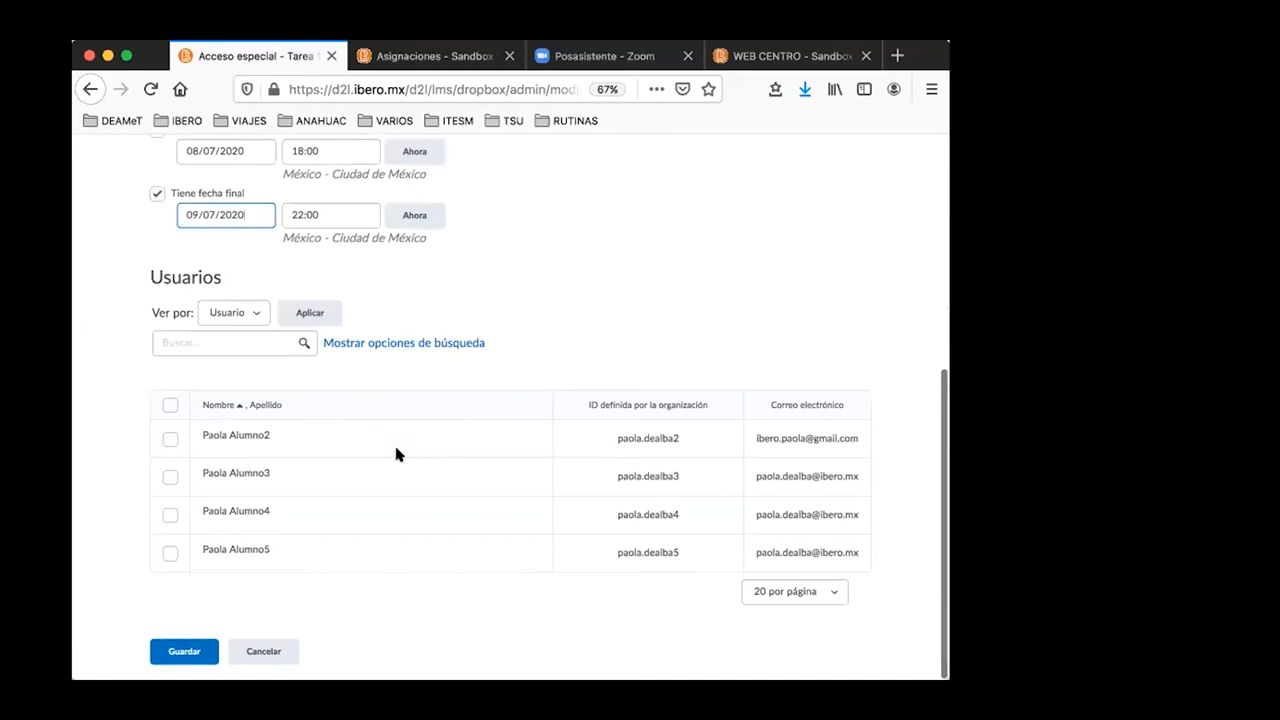 Acceso especial - Tarea
Asignaciones - Sandbox
Posasistente - Zoom
WEB CENTRO - Sandbox
https://d2l.ibero.mx/d2l/lms/dropbox/admin/modi
67%
DEAMeT
IBERO
VIAJES
ANAHUAC
VARIOS
ITESM
TSU
RUTINAS
08/07/2020 18:00 Ahora
México - Ciudad de México
Tiene fecha final
09/07/2020 22:00 Ahora
México - Ciudad de México
Usuarios
Ver por: Usuario Aplicar
Buscar... Mostrar opciones de búsqueda
Nombre , Apellido ID definida por la organización Correo electrónico
Paola Alumno2 paola.dealba2 ibero.paola@gmail.com
Paola Alumno3 paola.dealba3 paola.dealba@ibero.mx
Paola Alumno4 paola.dealba4 paola.dealba@ibero.mx
Paola Alumno5 paola.dealba5 paola.dealba@ibero.mx
20 por página
Guardar Cancelar